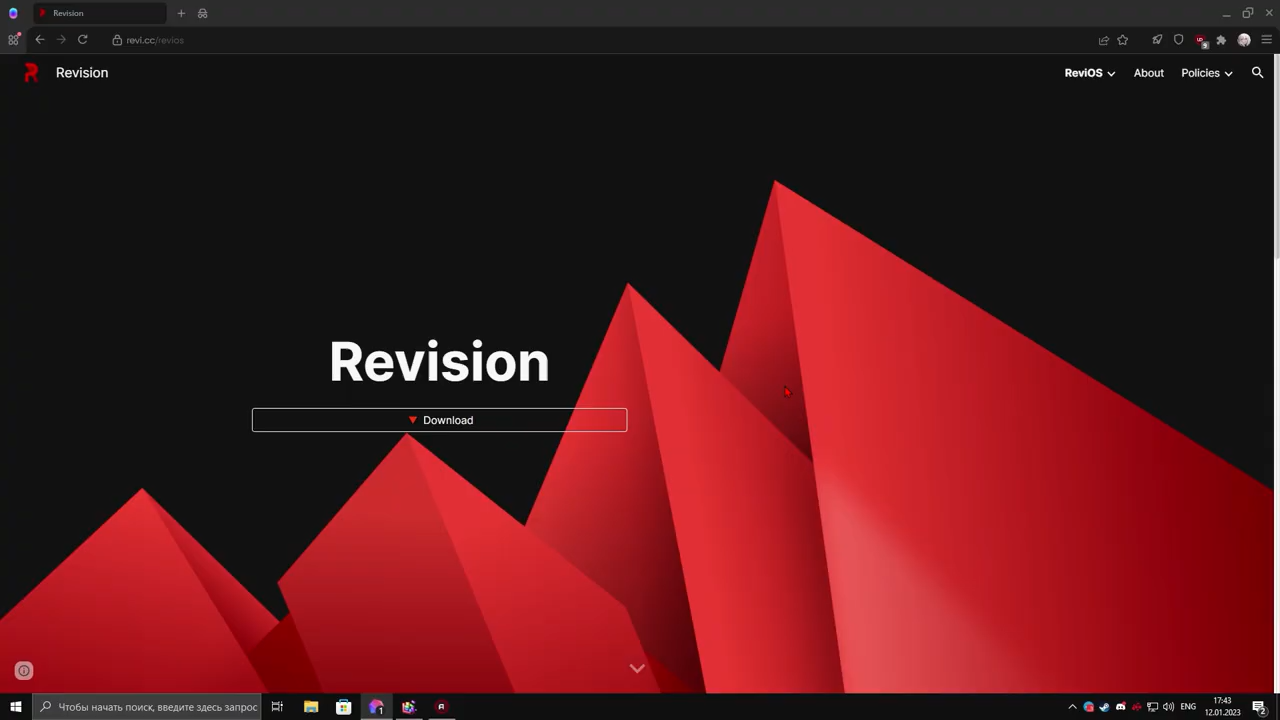 Revision
revi.cc/revios
Revision
ReviOS
About
Policies
Revision
Download
Чтобы начать поиск, введите здесь запрос
ENG
17:43
12.01.2023